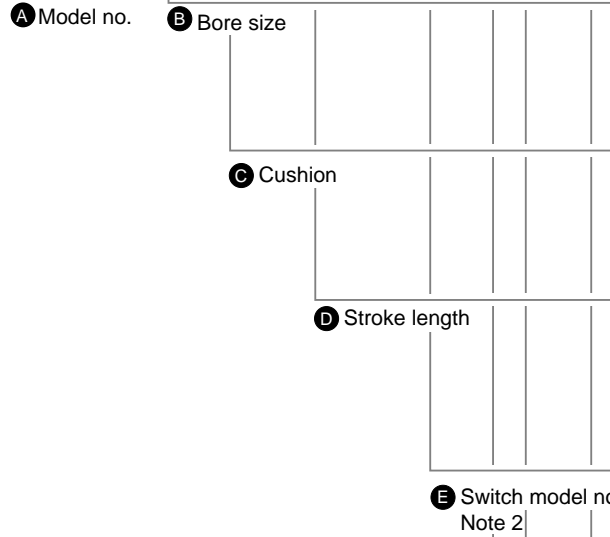 A Model no.
B Bore size
C Cushion
D Stroke length
E Switch model no
Note 2